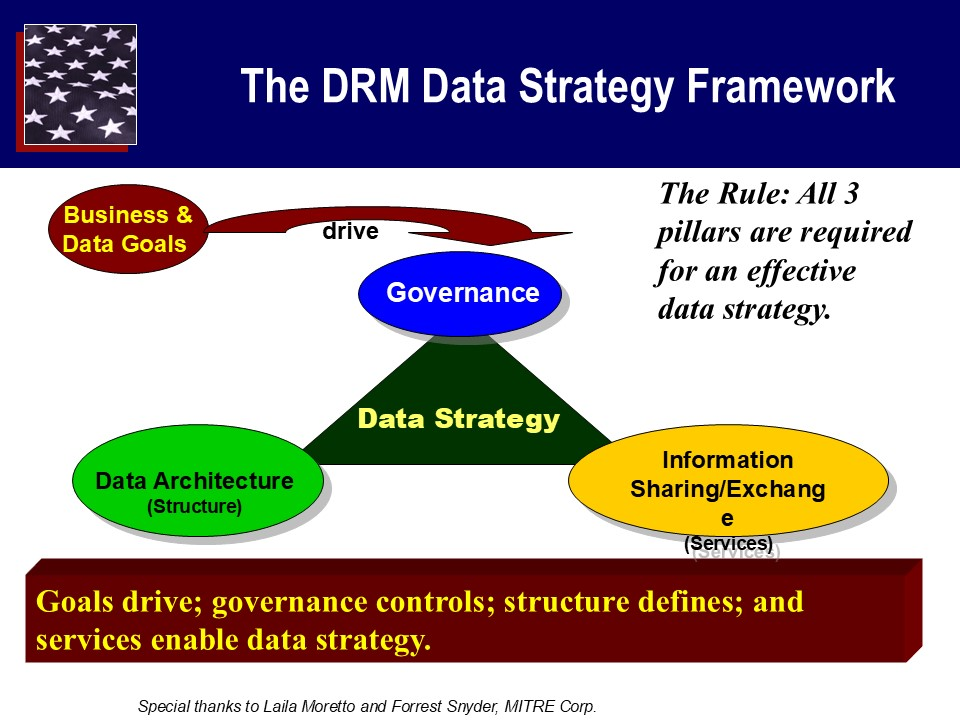 The DRM Data Strategy Framework
Business &
Data Goals
drive
The Rule: All 3
pillars are required
for an effective
data strategy.
Governance
Data Strategy
Data Architecture
(Structure)
Information
Sharing/Exchang
e
(Services)
Goals drive; governance controls; structure defines; and
services enable data strategy.
Special thanks to Laila Moretto and Forrest Snyder, MITRE Corp.